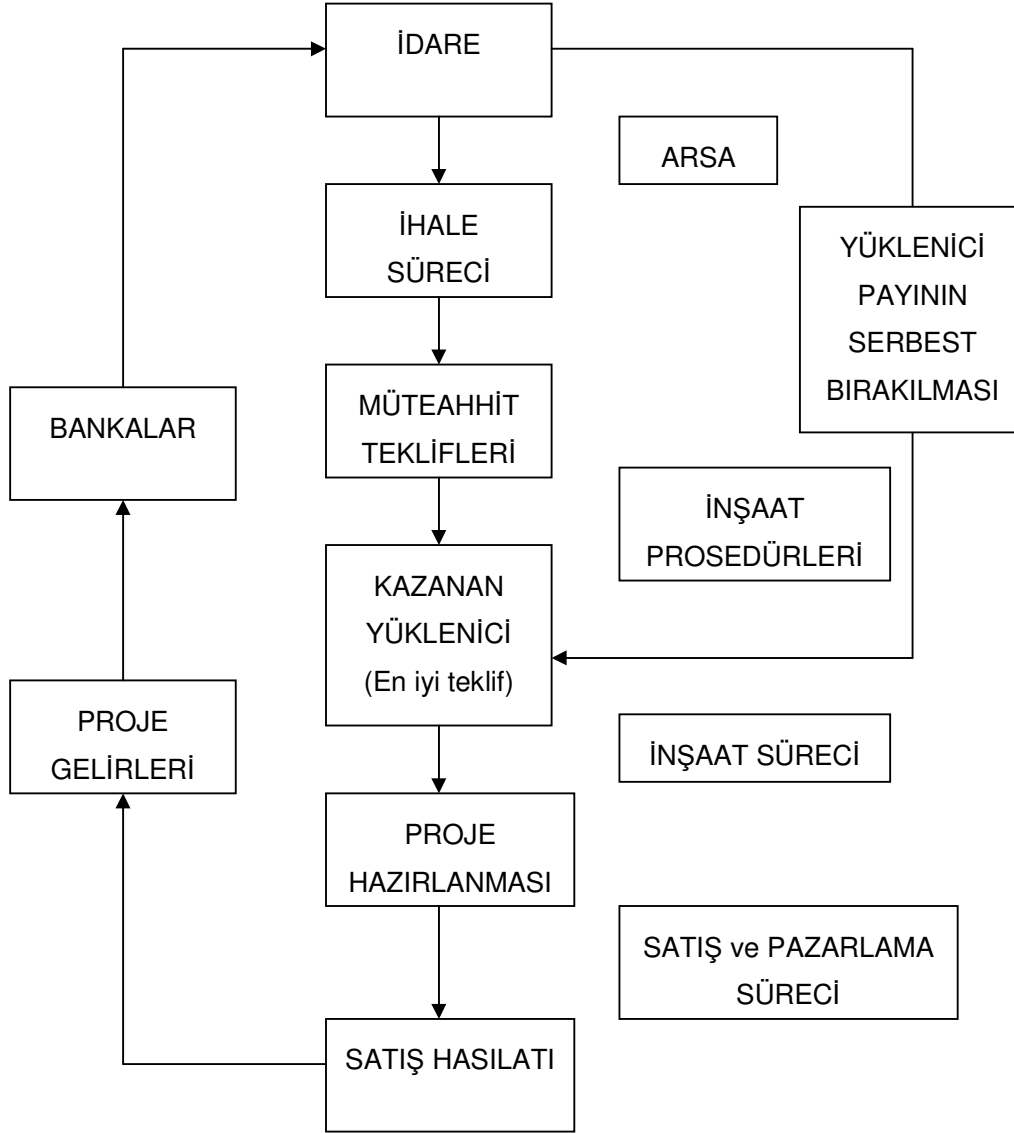 İDARE
ARSA
İHALE
SÜRECİ
YÜKLENİCİ
PAYININ
SERBEST
BIRAKILMASI
MÜTEAHHİT
TEKLİFLERİ
BANKALAR
İNŞAAT
PROSEDÜRLERİ
KAZANAN
YÜKLENİCİ
(En iyi teklif)
PROJE
GELİRLERİ
İNŞAAT SÜRECİ
PROJE
HAZIRLANMASI
SATIŞ ve PAZARLAMA
SÜRECİ
SATIŞ HASILATI